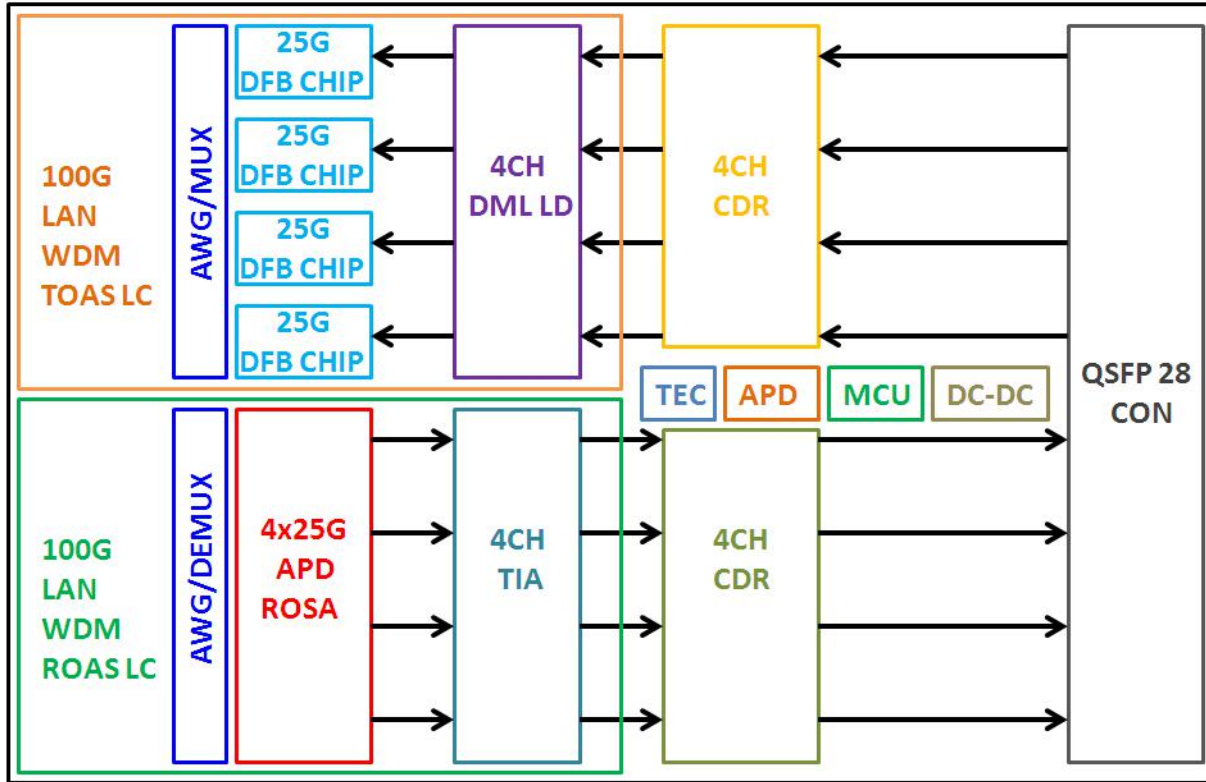 100G
LAN
WDM
TOAS LC
AWG/MUX
25G
DFB CHIP
25G
DFB CHIP
25G
DFB CHIP
25G
DFB CHIP
4CH
DML LD
4CH
CDR
QSFP 28
CON
TEC
APD
MCU
DC-DC
100G
LAN
WDM
ROAS LC
AWG/DEMUX
4x25G
APD
ROSA
4CH
TIA
4CH
CDR